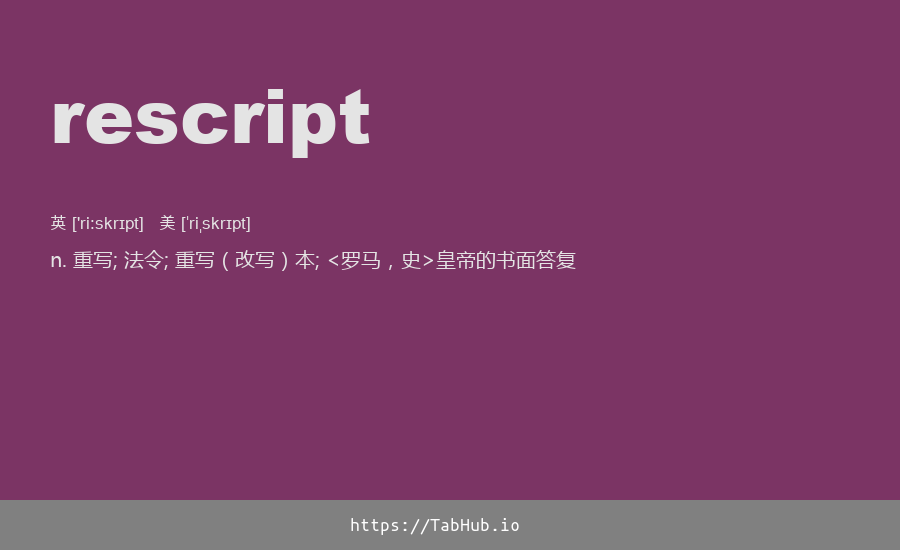 rescript
英 ['ri:skrɪpt] 美 [ˈriˌskrɪpt]
n. 重写; 法令; 重写（改写）本; <罗马，史>皇帝的书面答复
https://TabHub.io